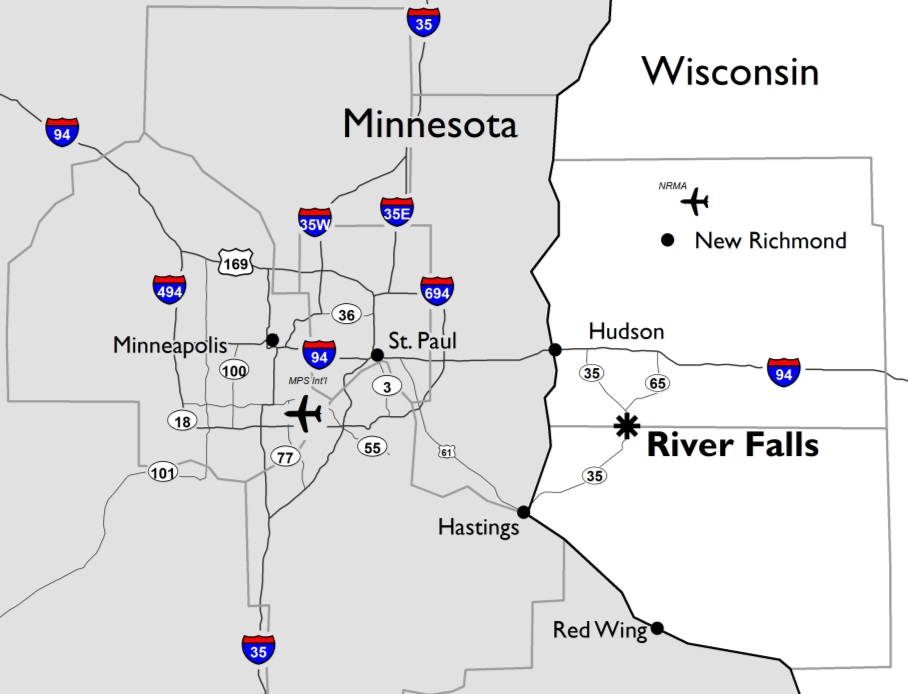 35
Wisconsin
94
Minnesota
NRMA
35W
35E
New Richmond
169
494
694
36
Hudson
Minneapolis
St. Paul
94
100
35
65
94
MPS Int'l
3
18
River Falls
55
77
61
101
35
Hastings
Red Wing
35